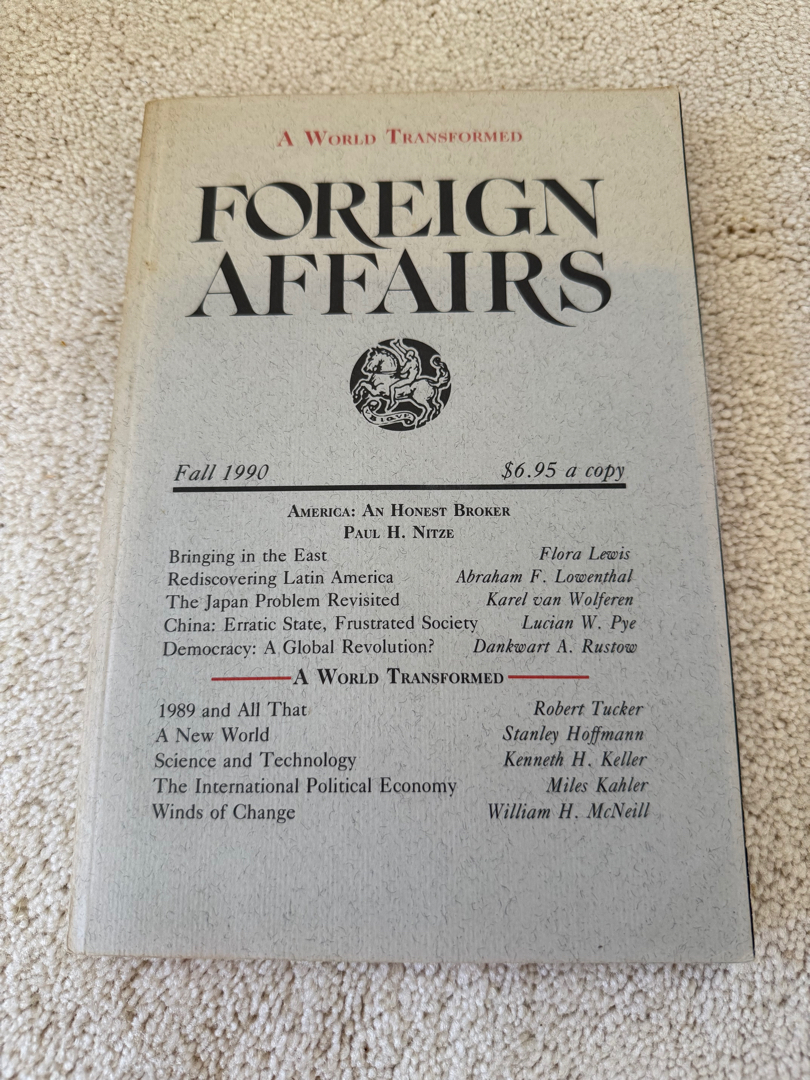 A World Transformed
FOREIGN
AFFAIRS
UBIQUE
Fall 1990 $6.95 a copy
America: An Honest Broker
Paul H. Nitze
Bringing in the East Flora Lewis
Rediscovering Latin America Abraham F. Lowenthal
The Japan Problem Revisited Karel van Wolferen
China: Erratic State, Frustrated Society Lucian W. Pye
Democracy: A Global Revolution? Dankwart A. Rustow
A World Transformed
1989 and All That Robert Tucker
A New World Stanley Hoffmann
Science and Technology Kenneth H. Keller
The International Political Economy Miles Kahler
Winds of Change William H. McNeill